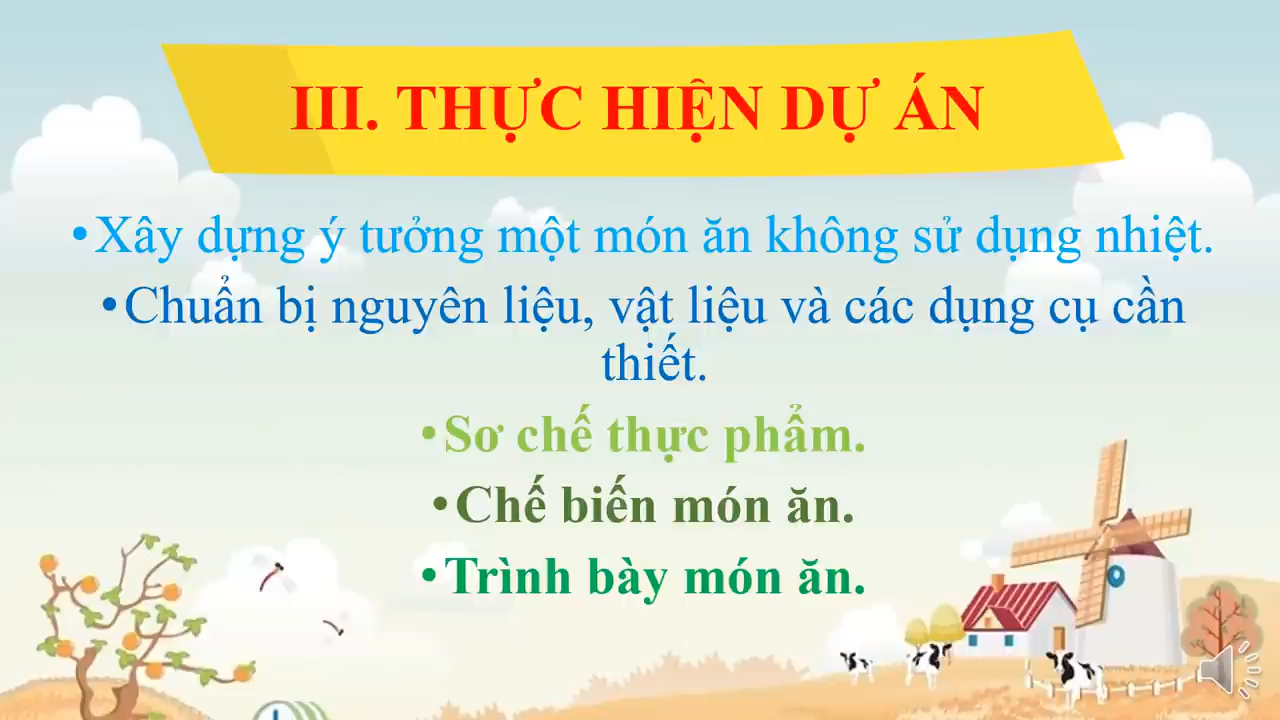 III. THỰC HIỆN DỰ ÁN
•Xây dựng ý tưởng một món ăn không sử dụng nhiệt.
•Chuẩn bị nguyên liệu, vật liệu và các dụng cụ cần
thiết.
•Sơ chế thực phẩm.
•Chế biến món ăn.
•Trình bày món ăn.